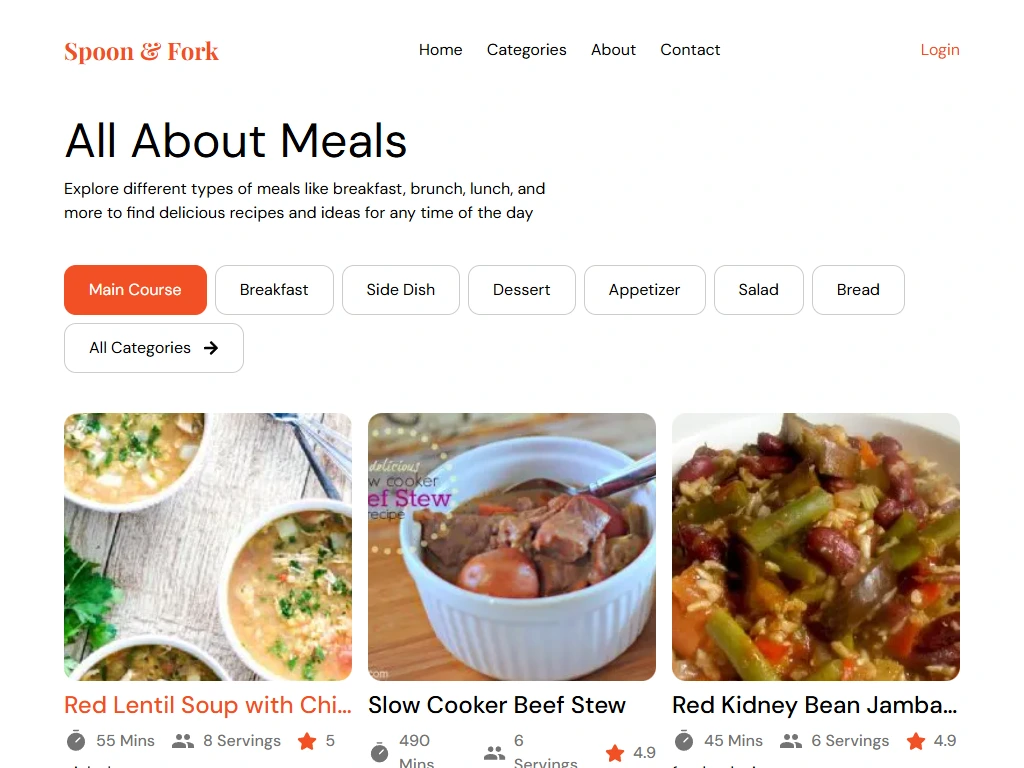 Spoon & Fork
Home Categories About Contact
Login
All About Meals
Explore different types of meals like breakfast, brunch, lunch, and
more to find delicious recipes and ideas for any time of the day
Main Course Breakfast Side Dish Dessert Appetizer Salad Bread
All Categories
delicious
w cooker
ef Stew
recipe
.com
Red Lentil Soup with Chi...
55 Mins 8 Servings 5
Slow Cooker Beef Stew
490
Mins
6
Servings
4.9
Red Kidney Bean Jamba...
45 Mins 6 Servings 4.9